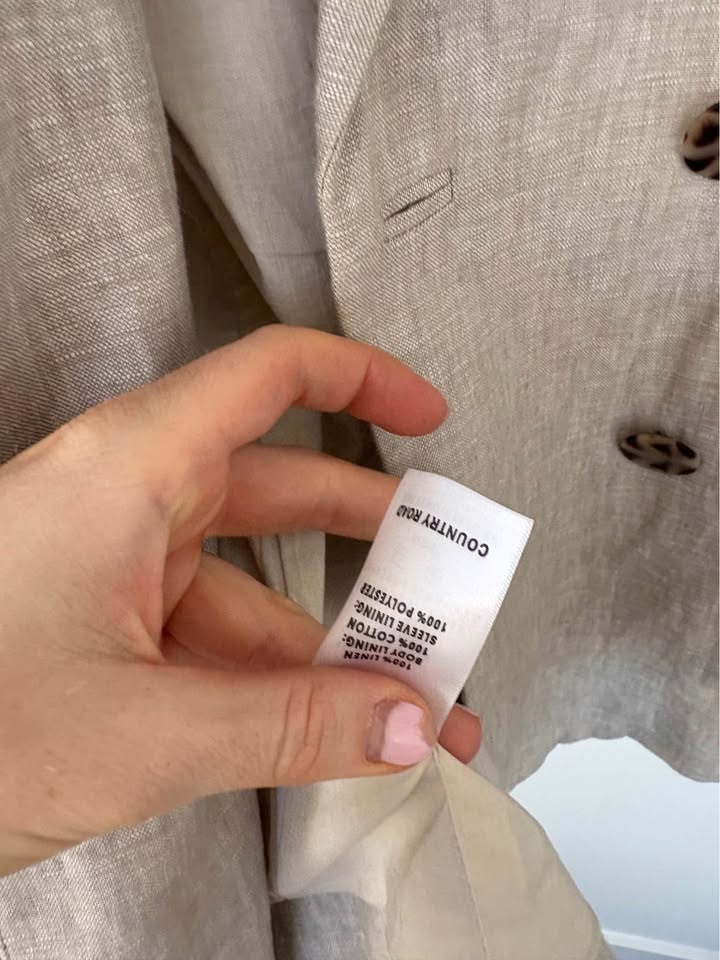 100% LINEN
BODY LINING:
100% COTTON
SLEEVE LINING:
100% POLYESTER
COUNTRY ROAD